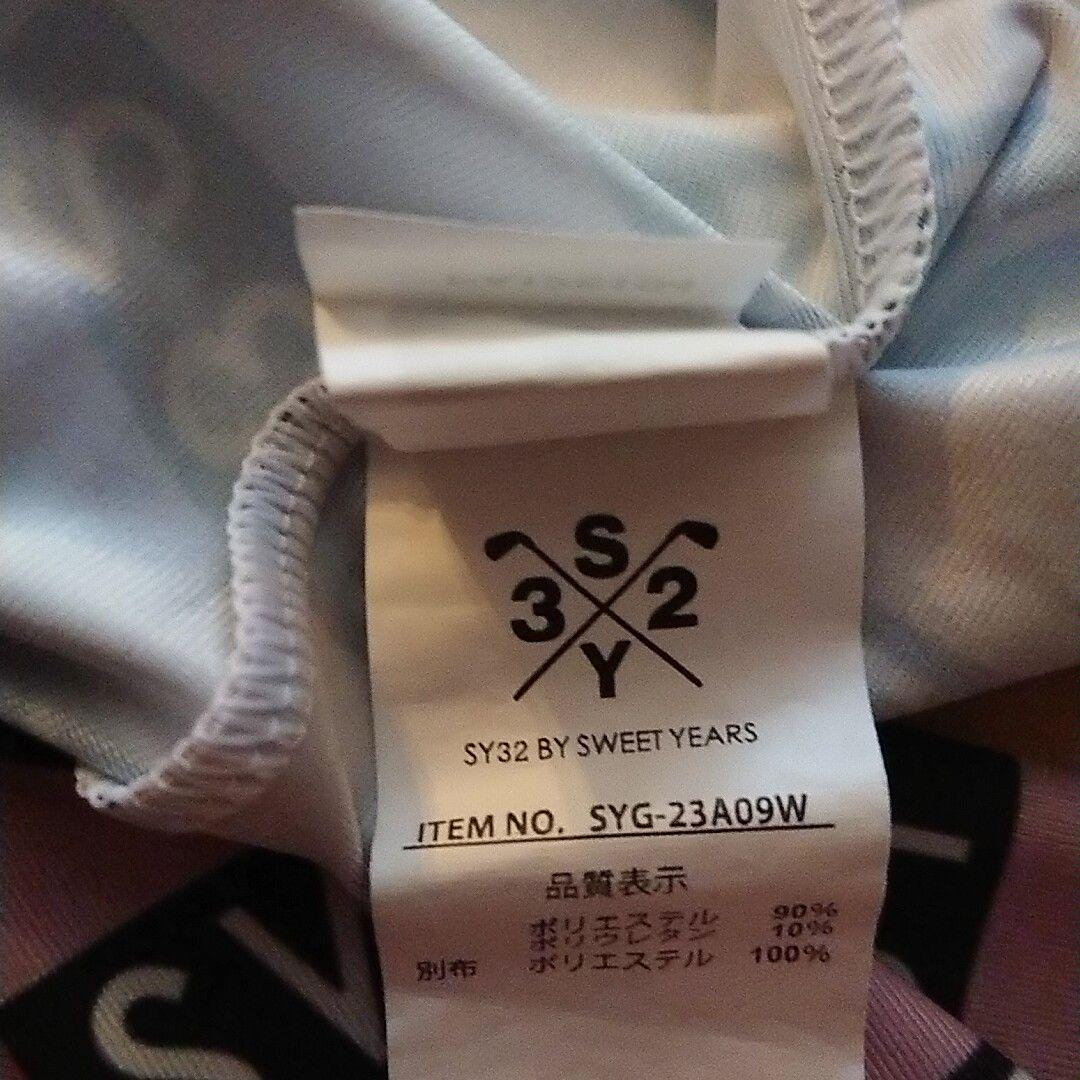 S
3 2
Y
SY32 BY SWEET YEARS
ITEM NO. SYG-23A09W
品質表示
ポリエステル 90%
ポリウレタン 10%
別布 ポリエステル 100%